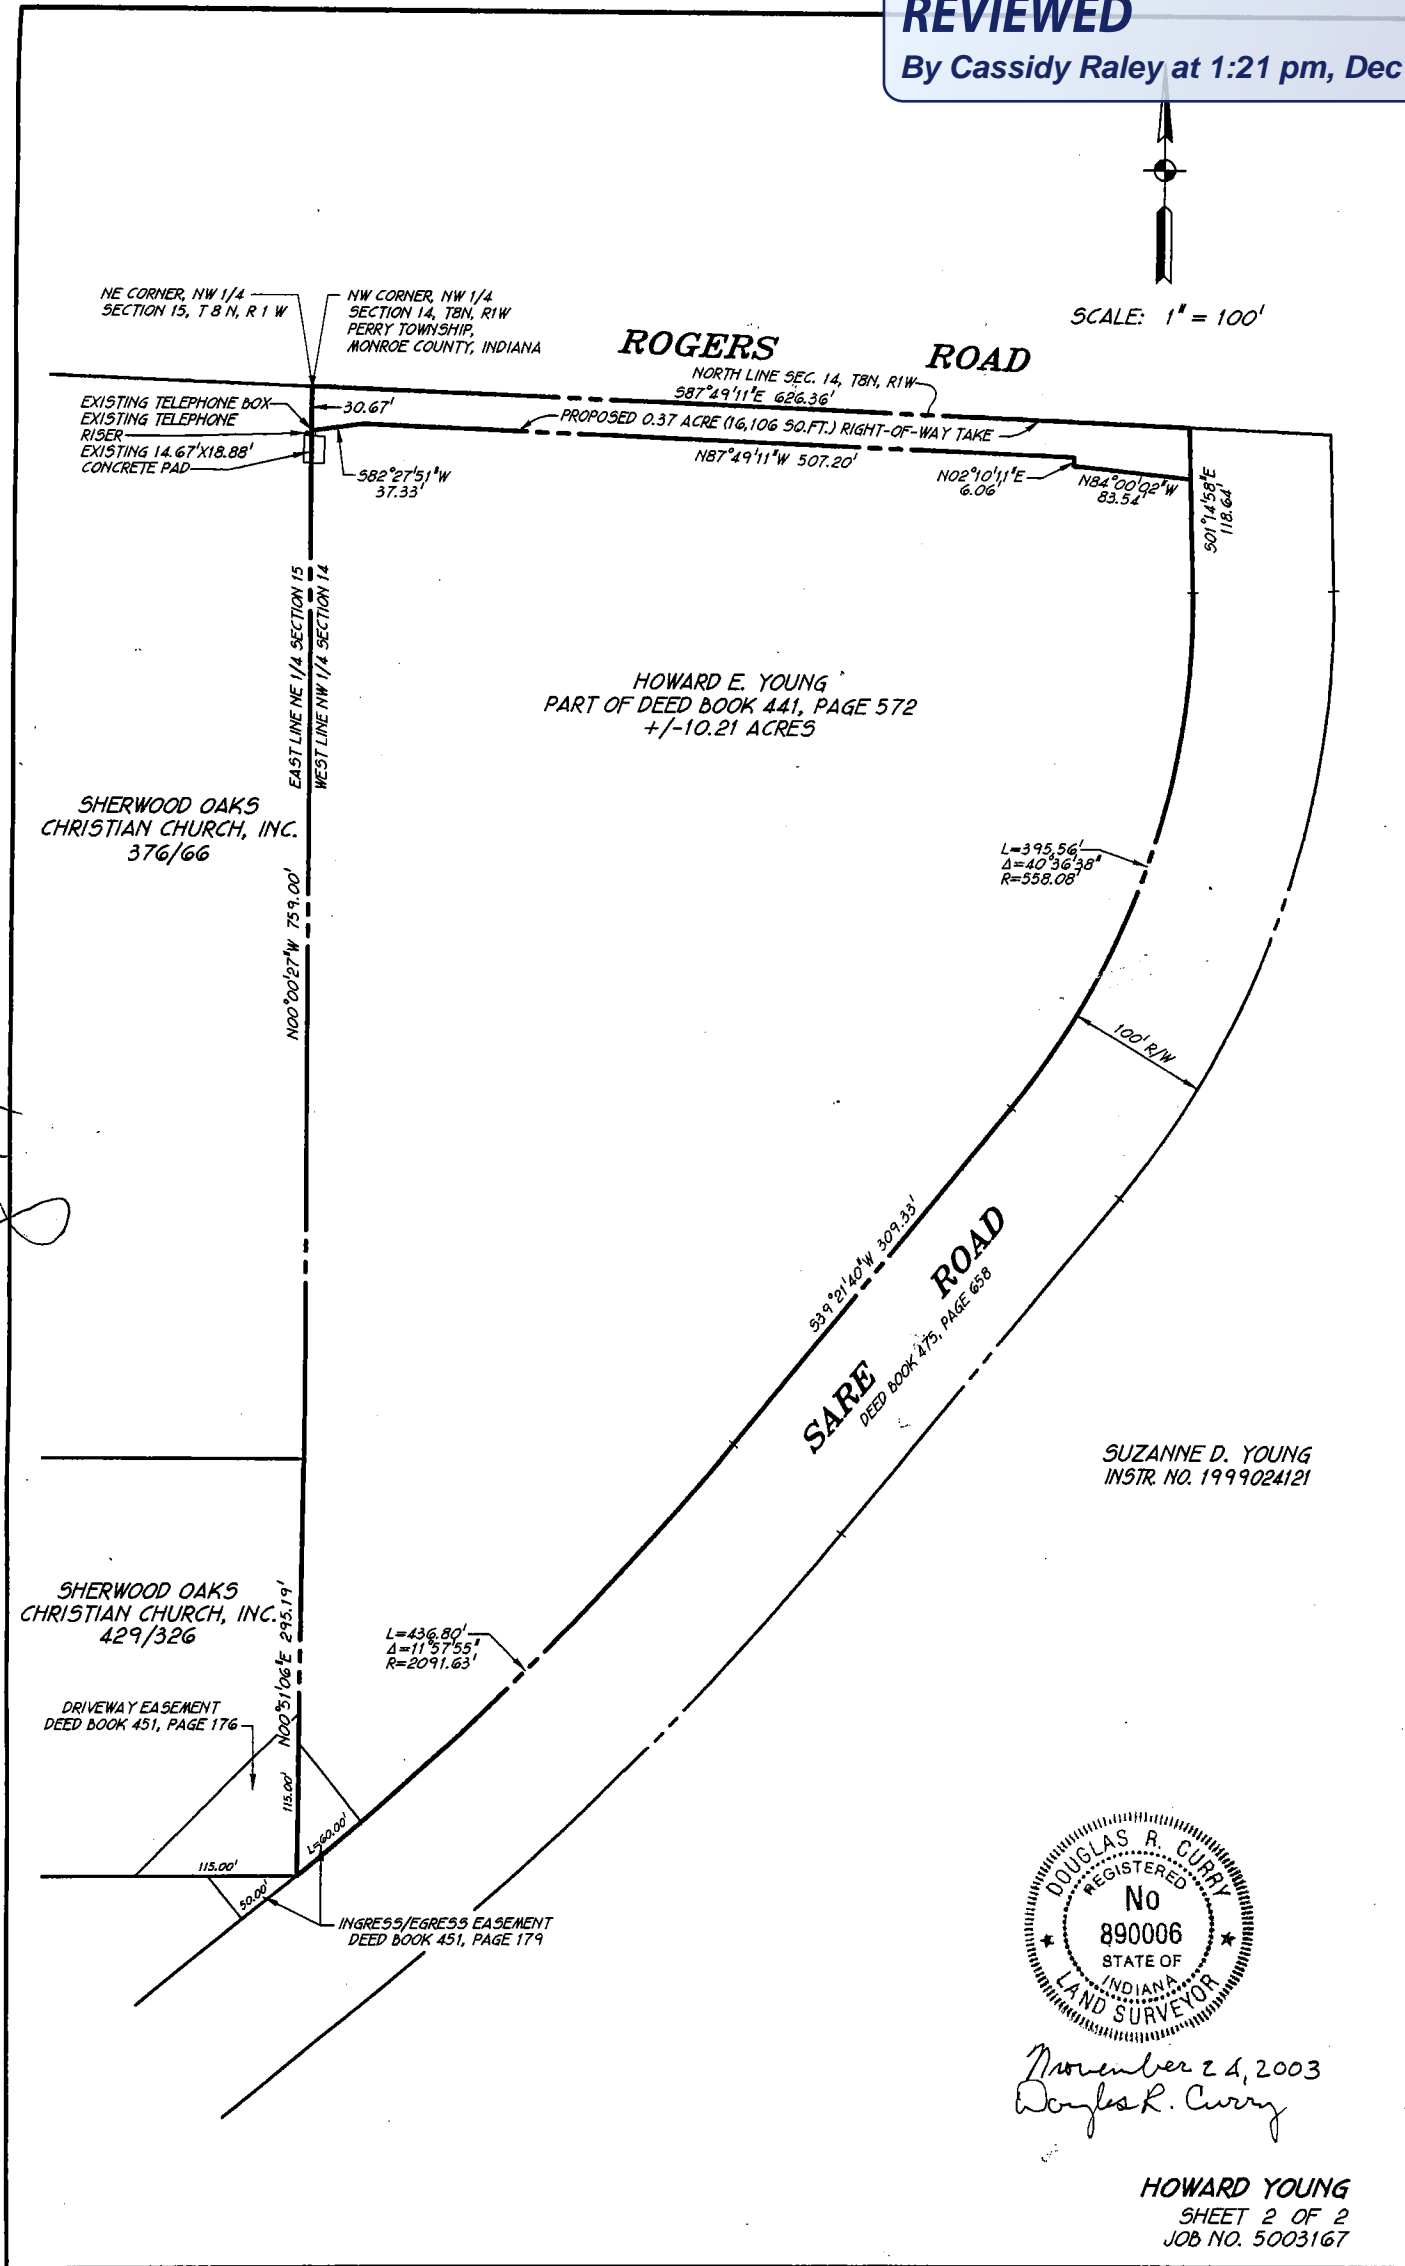 REVIEWED
By Cassidy Raley at 1:21 pm, Dec
SCALE: 1" = 100'
NE CORNER, NW 1/4
SECTION 15, T 8 N, R 1 W
NW CORNER, NW 1/4
SECTION 14, T8N, R1W
PERRY TOWNSHIP,
MONROE COUNTY, INDIANA
ROGERS ROAD
NORTH LINE SEC. 14, T8N, R1W
S87°49'11"E 626.36'
EXISTING TELEPHONE BOX
EXISTING TELEPHONE
RISER
EXISTING 14.67'X18.88'
CONCRETE PAD
30.67'
PROPOSED 0.37 ACRE (16,106 SQ.FT.) RIGHT-OF-WAY TAKE
S82°27'51"W
37.33'
N87°49'11"W 507.20'
N02°10'11"E
6.06'
N84°00'02"W
83.54'
S01°14'58"E
118.64'
EAST LINE NE 1/4 SECTION 15
WEST LINE NW 1/4 SECTION 14
HOWARD E. YOUNG
PART OF DEED BOOK 441, PAGE 572
+/-10.21 ACRES
SHERWOOD OAKS
CHRISTIAN CHURCH, INC.
376/66
L=395.56'
Δ=40°36'38"
R=558.08'
N00°00'27"W 759.00'
100' R/W
S39°21'40"W 309.33'
SARE ROAD
DEED BOOK 475, PAGE 658
SUZANNE D. YOUNG
INSTR. NO. 1999024121
SHERWOOD OAKS
CHRISTIAN CHURCH, INC.
429/326
N00°51'06"E 295.19'
L=436.80'
Δ=11°57'55"
R=2091.63'
DRIVEWAY EASEMENT
DEED BOOK 451, PAGE 176
115.00'
L=60.00'
115.00'
50.00'
INGRESS/EGRESS EASEMENT
DEED BOOK 451, PAGE 179
DOUGLAS R. CURRY
REGISTERED
No
890006
STATE OF
INDIANA
LAND SURVEYOR
November 24, 2003
Douglas R. Curry
HOWARD YOUNG
SHEET 2 OF 2
JOB NO. 5003167